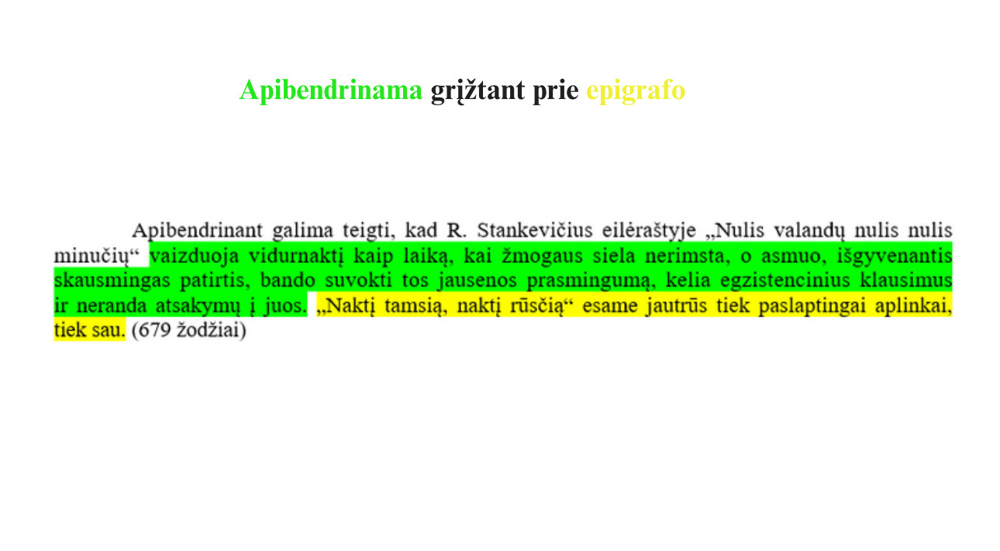 Apibendrinama grįžtant prie epigrafo
Apibendrinant galima teigti, kad R. Stankevičius eilėraštyje „Nulis valandų nulis nulis
minučių“ vaizduoja vidurnaktį kaip laiką, kai žmogaus siela nerimsta, o asmuo, išgyvenantis
skausmingas patirtis, bando suvokti tos jausenos prasmingumą, kelia egzistencinius klausimus
ir neranda atsakymų į juos. „Naktį tamsią, naktį rūsčią“ esame jautrūs tiek paslaptingai aplinkai,
tiek sau. (679 žodžiai)